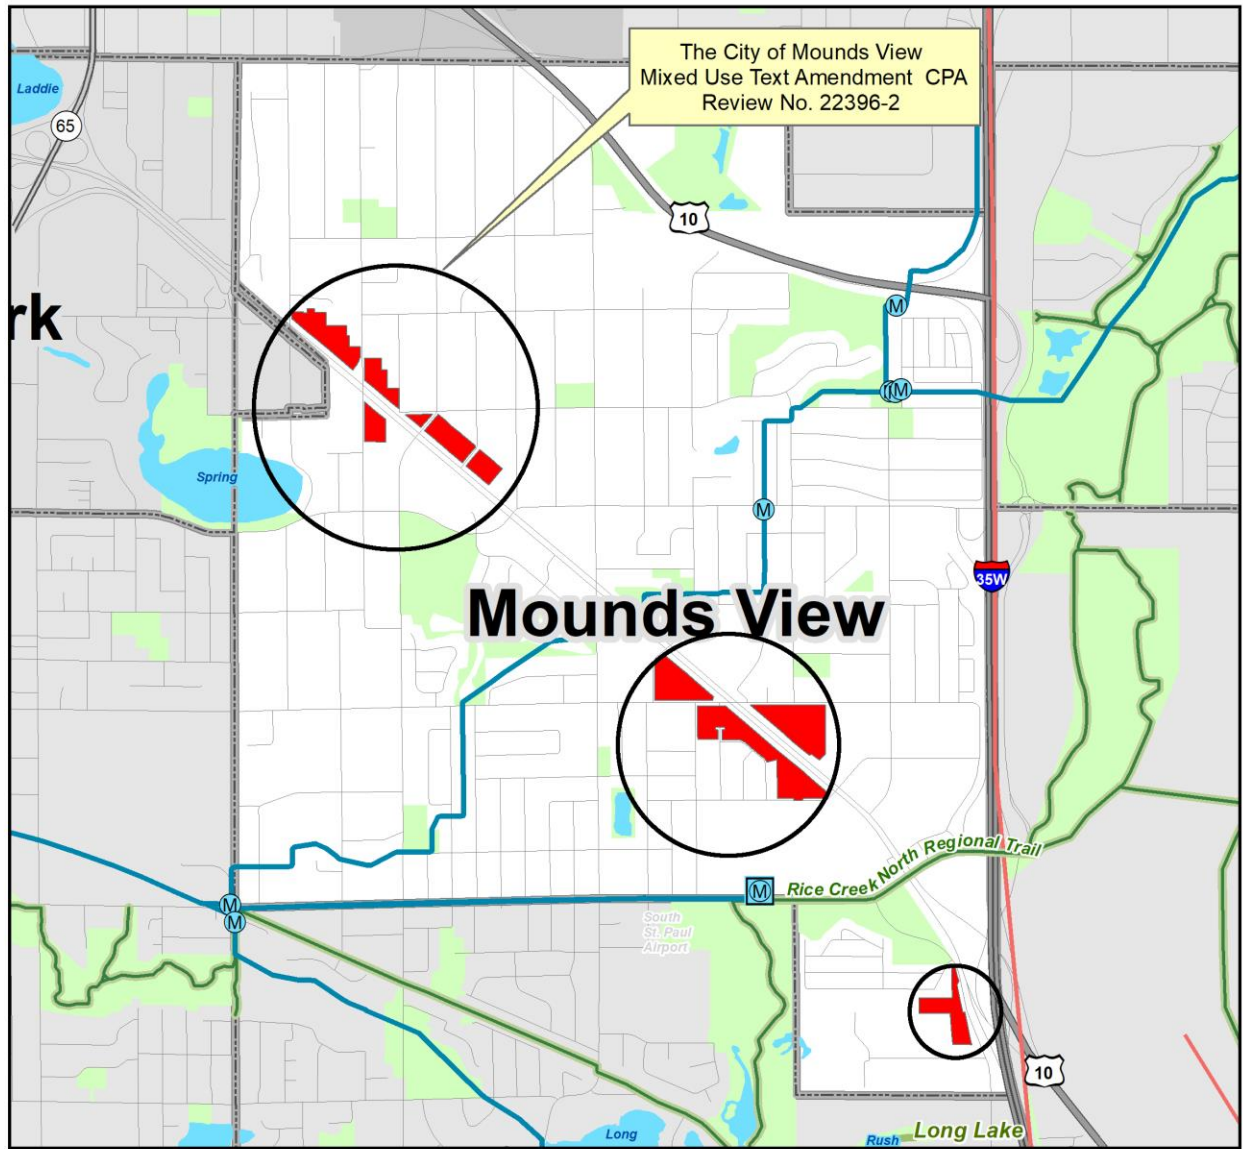 The City of Mounds View
Mixed Use Text Amendment CPA
Review No. 22396-2
Laddie
65
10
rk
M
M
Spring
M
35W
Mounds View
T
Rice Creek North Regional Trail
M
M
M
South
St. Paul
Airport
10
Long
Rush
Long Lake